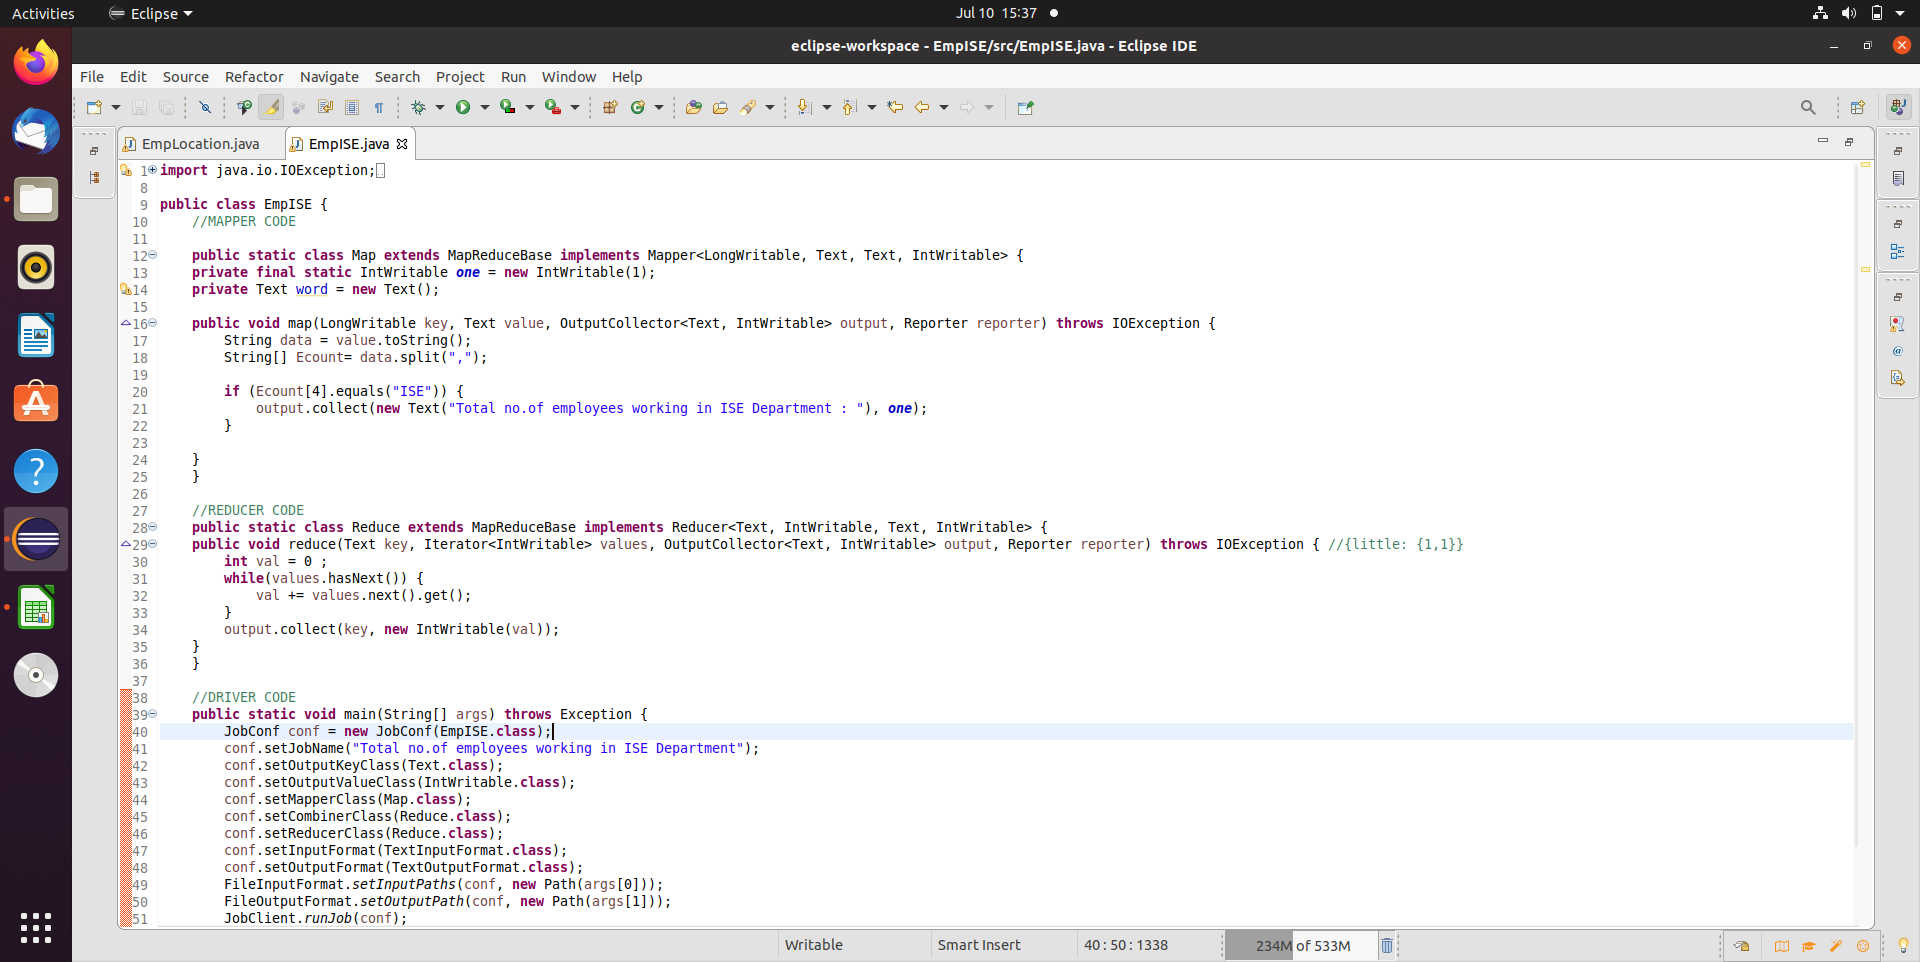 Activities Eclipse Jul 10 15:37
eclipse-workspace - EmpISE/src/EmpISE.java - Eclipse IDE
File Edit Source Refactor Navigate Search Project Run Window Help
EmpLocation.java EmpISE.java
1 import java.io.IOException;
8
9 public class EmpISE {
10 //MAPPER CODE
11
12 public static class Map extends MapReduceBase implements Mapper<LongWritable, Text, Text, IntWritable> {
13 private final static IntWritable one = new IntWritable(1);
14 private Text word = new Text();
15
16 public void map(LongWritable key, Text value, OutputCollector<Text, IntWritable> output, Reporter reporter) throws IOException {
17 String data = value.toString();
18 String[] Ecount= data.split(",");
19
20 if (Ecount[4].equals("ISE")) {
21 output.collect(new Text("Total no.of employees working in ISE Department : "), one);
22 }
23
24 }
25 }
26
27 //REDUCER CODE
28 public static class Reduce extends MapReduceBase implements Reducer<Text, IntWritable, Text, IntWritable> {
29 public void reduce(Text key, Iterator<IntWritable> values, OutputCollector<Text, IntWritable> output, Reporter reporter) throws IOException { //{little: {1,1}}
30 int val = 0 ;
31 while(values.hasNext()) {
32 val += values.next().get();
33 }
34 output.collect(key, new IntWritable(val));
35 }
36 }
37
38 //DRIVER CODE
39 public static void main(String[] args) throws Exception {
40 JobConf conf = new JobConf(EmpISE.class);
41 conf.setJobName("Total no.of employees working in ISE Department");
42 conf.setOutputKeyClass(Text.class);
43 conf.setOutputValueClass(IntWritable.class);
44 conf.setMapperClass(Map.class);
45 conf.setCombinerClass(Reduce.class);
46 conf.setReducerClass(Reduce.class);
47 conf.setInputFormat(TextInputFormat.class);
48 conf.setOutputFormat(TextOutputFormat.class);
49 FileInputFormat.setInputPaths(conf, new Path(args[0]));
50 FileOutputFormat.setOutputPath(conf, new Path(args[1]));
51 JobClient.runJob(conf);
Writable Smart Insert 40 : 50 : 1338 234M of 533M